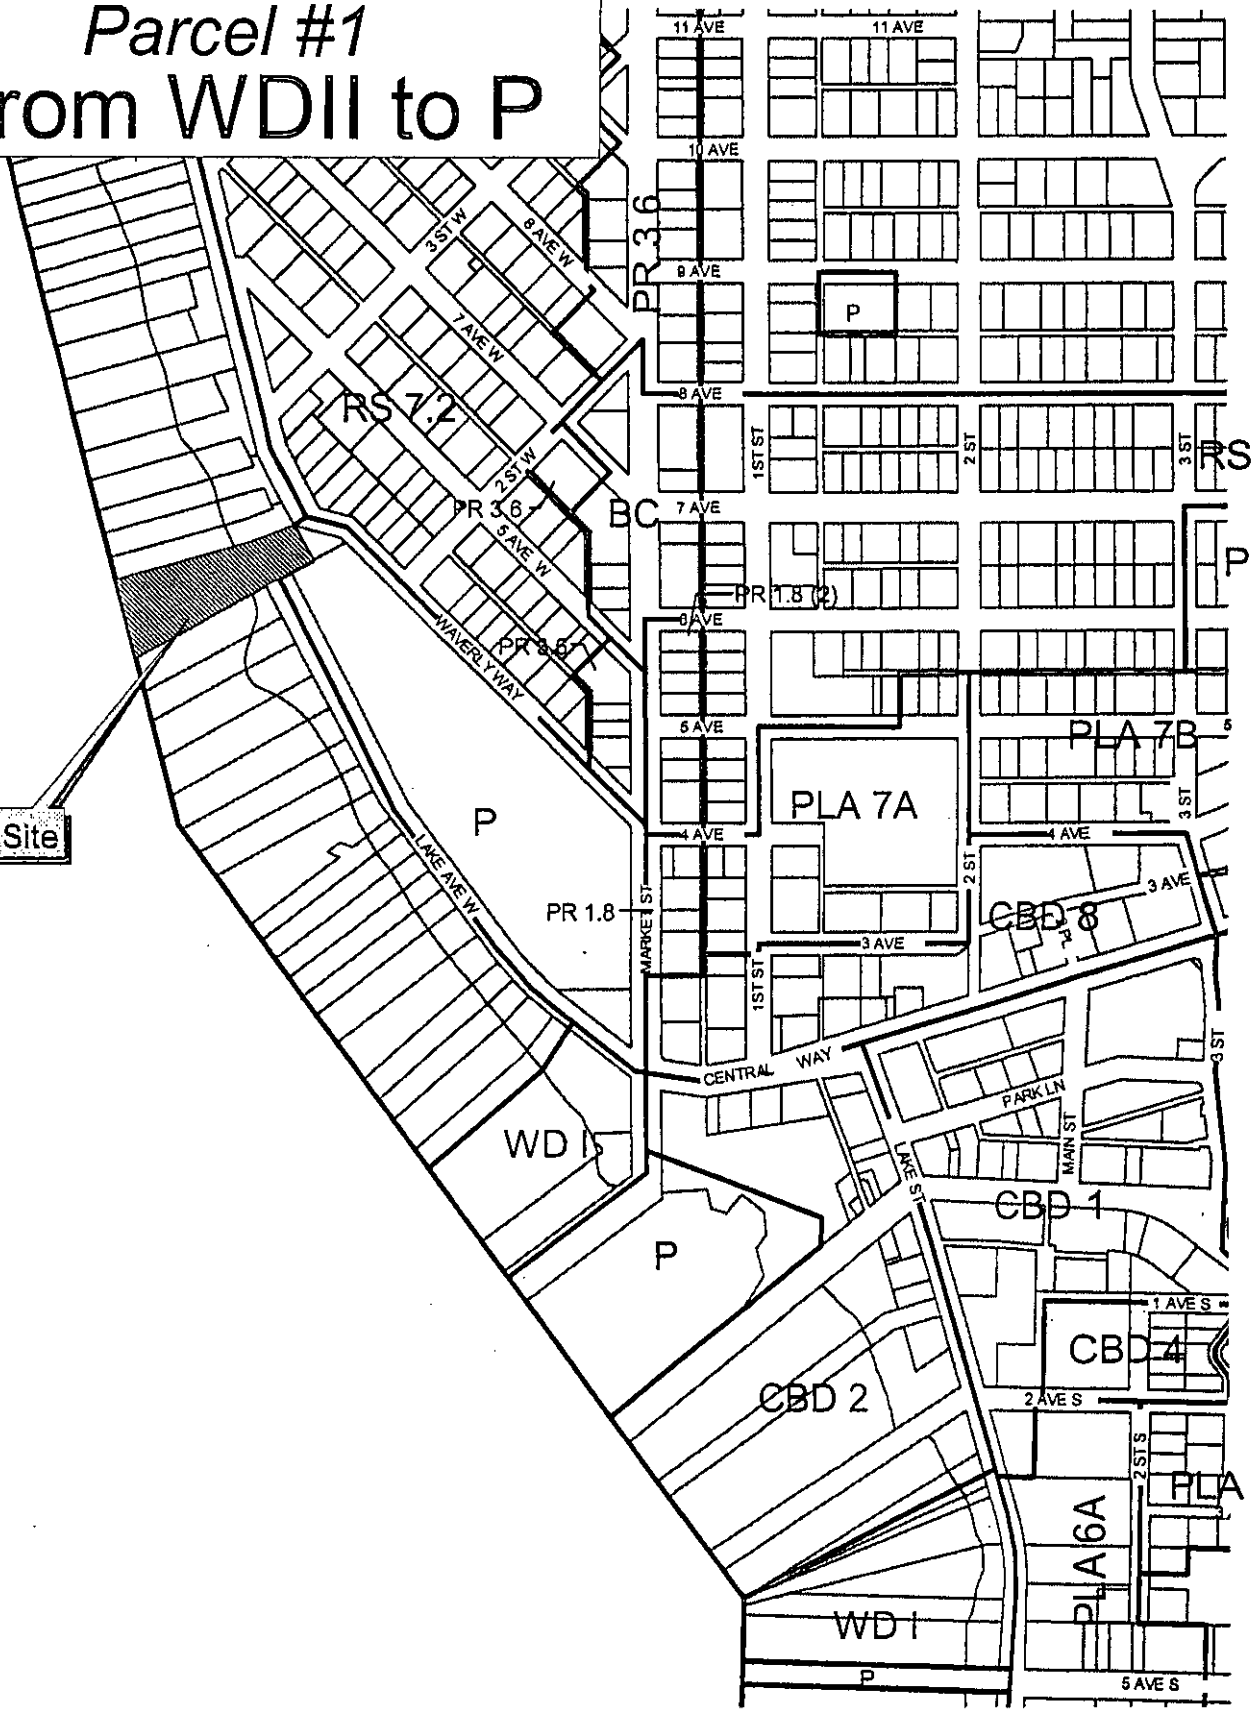 Parcel #1
rom WDII to P
11 AVE
11 AVE
10 AVE
3 ST W
8 AVE W
PR 3.6
9 AVE
P
7 AVE W
8 AVE
RS 7.2
1ST ST
2 ST
3 ST
RS
2 ST W
PR 3.6
BC
7 AVE
5 AVE W
P
PR 1.8 (2)
6 AVE
WAVERLY WAY
PR 3.6
5 AVE
PLA 7B
5
PLA 7A
3 ST
P
Site
4 AVE
4 AVE
LAKE AVE W
2 ST
3 AVE
PR 1.8
MARKET ST
CBD 8
3 AVE
1ST ST
3 ST
CENTRAL WAY
PARK LN
MAIN ST
WD I
LAKE ST
CBD 1
P
1 AVE S
CBD 4
CBD 2
2 AVE S
2 ST S
PLA
PLA 6A
WD I
P
5 AVE S